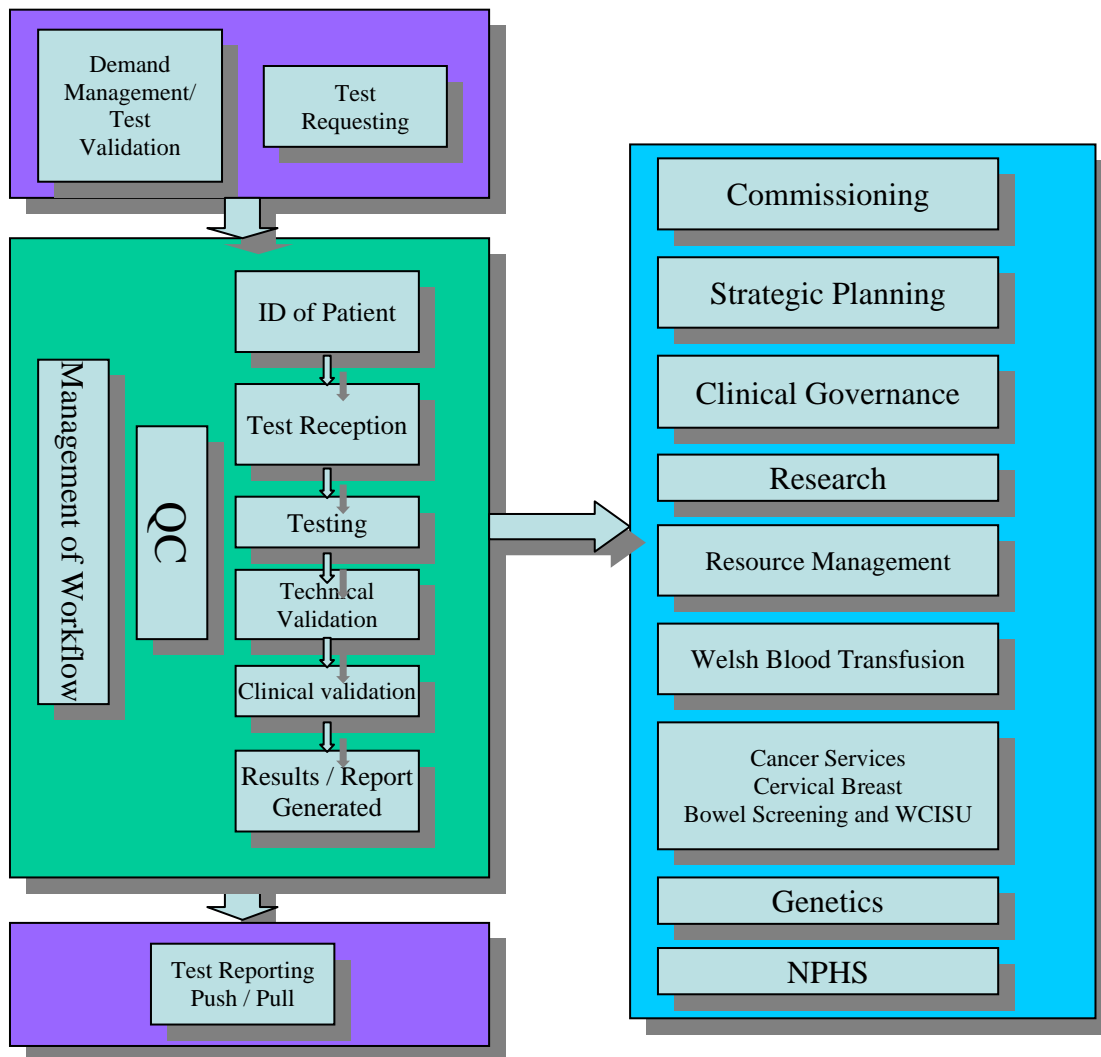 Demand
Management/
Test
Validation
Test
Requesting
ID of Patient
Test Reception
Testing
Technical
Validation
Clinical validation
Results / Report
Generated
Management of Workflow
QC
Test Reporting
Push / Pull
Commissioning
Strategic Planning
Clinical Governance
Research
Resource Management
Welsh Blood Transfusion
Cancer Services
Cervical Breast
Bowel Screening and WCISU
Genetics
NPHS